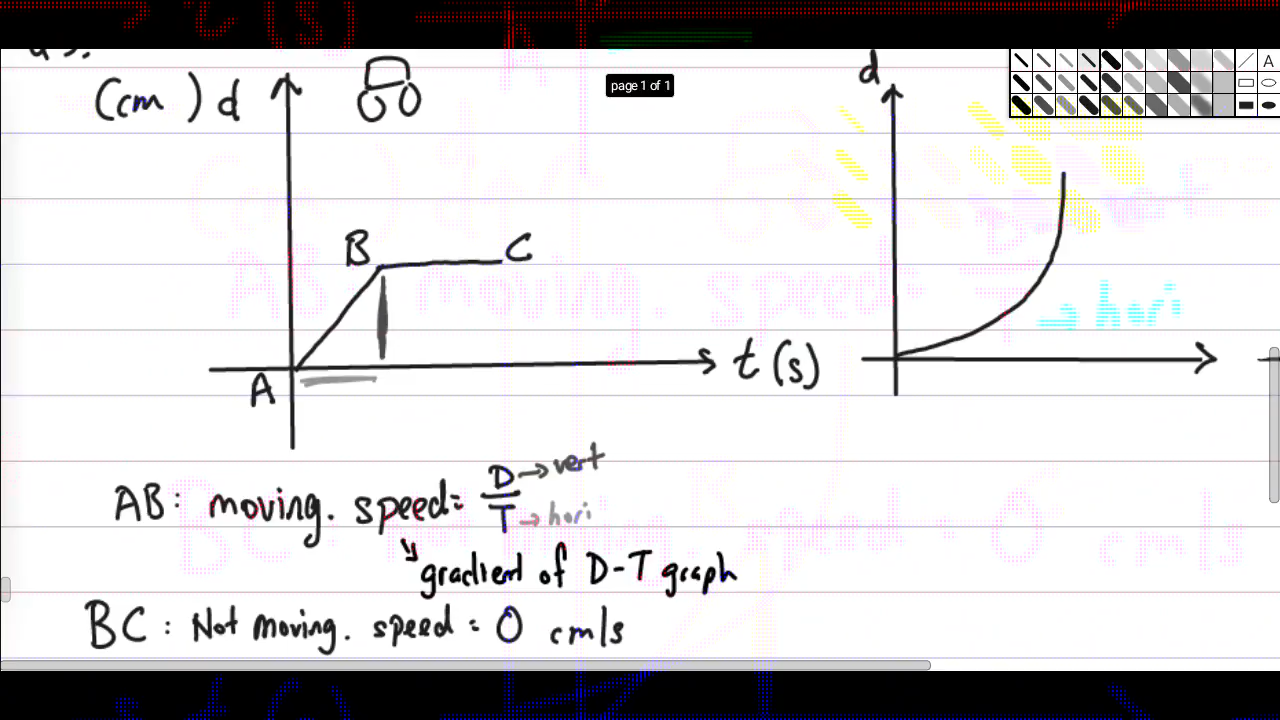 page 1 of 1
A
(cm) d
d
B
C
t (s)
A
AB: moving. speed = D → vert
T → hori
gradient of D-T graph
BC: Not moving. speed = 0 cm/s